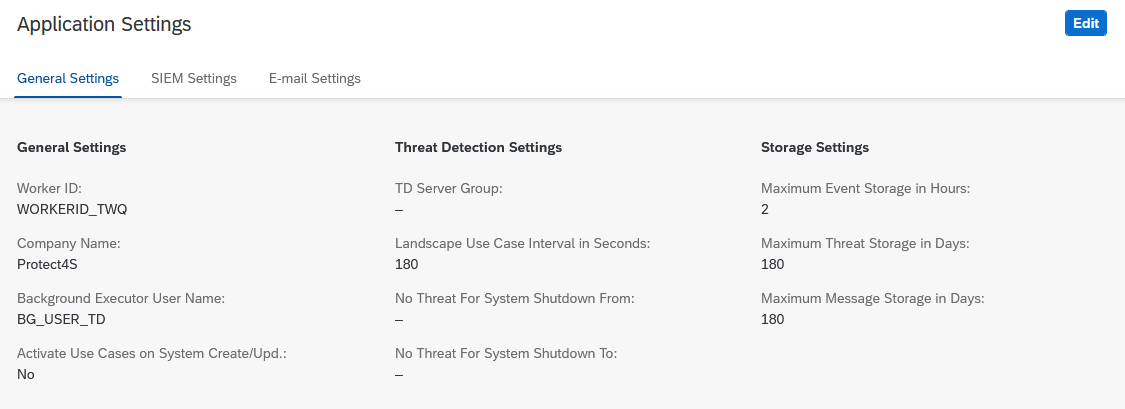 Application Settings
Edit
General Settings
SIEM Settings
E-mail Settings
General Settings
Worker ID:
WORKERID_TWQ
Company Name:
Protect4S
Background Executor User Name:
BG_USER_TD
Activate Use Cases on System Create/Upd.:
No
Threat Detection Settings
TD Server Group:
–
Landscape Use Case Interval in Seconds:
180
No Threat For System Shutdown From:
–
No Threat For System Shutdown To:
–
Storage Settings
Maximum Event Storage in Hours:
2
Maximum Threat Storage in Days:
180
Maximum Message Storage in Days:
180